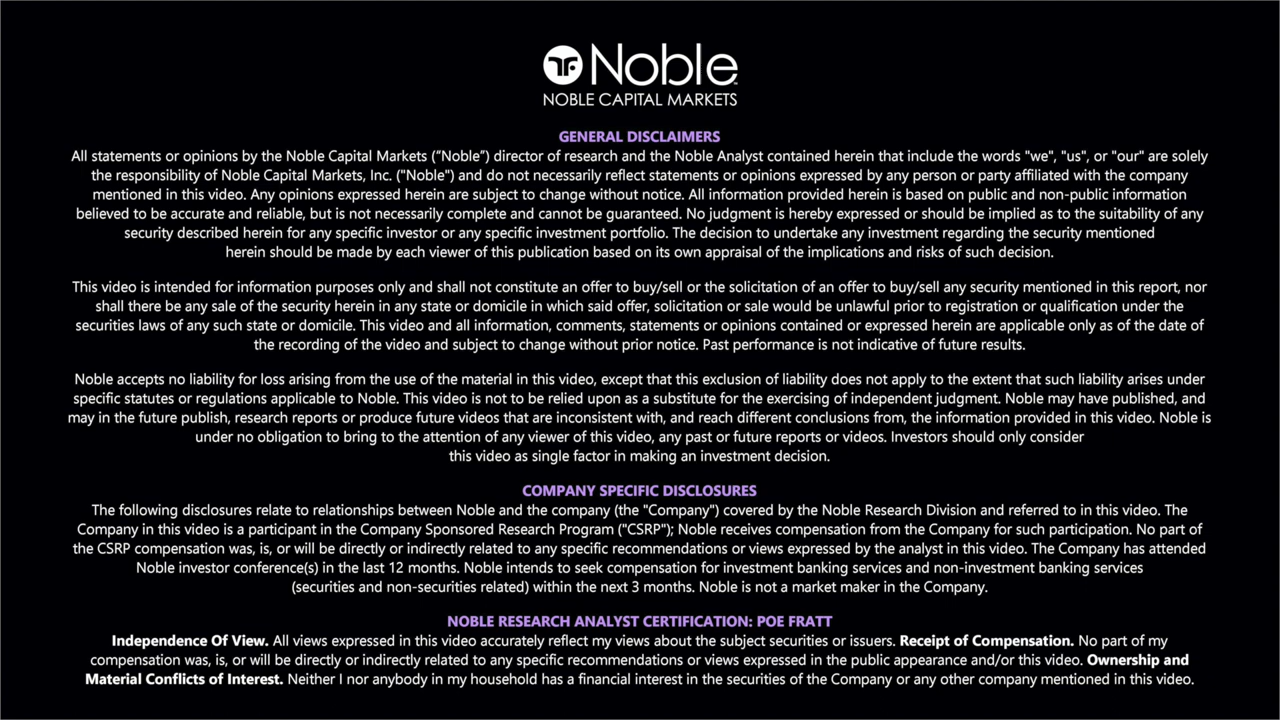 Noble
NOBLE CAPITAL MARKETS
GENERAL DISCLAIMERS
All statements or opinions by the Noble Capital Markets (“Noble”) director of research and the Noble Analyst contained herein that include the words "we", "us", or "our" are solely
the responsibility of Noble Capital Markets, Inc. ("Noble") and do not necessarily reflect statements or opinions expressed by any person or party affiliated with the company
mentioned in this video. Any opinions expressed herein are subject to change without notice. All information provided herein is based on public and non-public information
believed to be accurate and reliable, but is not necessarily complete and cannot be guaranteed. No judgment is hereby expressed or should be implied as to the suitability of any
security described herein for any specific investor or any specific investment portfolio. The decision to undertake any investment regarding the security mentioned
herein should be made by each viewer of this publication based on its own appraisal of the implications and risks of such decision.
This video is intended for information purposes only and shall not constitute an offer to buy/sell or the solicitation of an offer to buy/sell any security mentioned in this report, nor
shall there be any sale of the security herein in any state or domicile in which said offer, solicitation or sale would be unlawful prior to registration or qualification under the
securities laws of any such state or domicile. This video and all information, comments, statements or opinions contained or expressed herein are applicable only as of the date of
the recording of the video and subject to change without prior notice. Past performance is not indicative of future results.
Noble accepts no liability for loss arising from the use of the material in this video, except that this exclusion of liability does not apply to the extent that such liability arises under
specific statutes or regulations applicable to Noble. This video is not to be relied upon as a substitute for the exercising of independent judgment. Noble may have published, and
may in the future publish, research reports or produce future videos that are inconsistent with, and reach different conclusions from, the information provided in this video. Noble is
under no obligation to bring to the attention of any viewer of this video, any past or future reports or videos. Investors should only consider
this video as single factor in making an investment decision.
COMPANY SPECIFIC DISCLOSURES
The following disclosures relate to relationships between Noble and the company (the "Company") covered by the Noble Research Division and referred to in this video. The
Company in this video is a participant in the Company Sponsored Research Program ("CSRP"); Noble receives compensation from the Company for such participation. No part of
the CSRP compensation was, is, or will be directly or indirectly related to any specific recommendations or views expressed by the analyst in this video. The Company has attended
Noble investor conference(s) in the last 12 months. Noble intends to seek compensation for investment banking services and non-investment banking services
(securities and non-securities related) within the next 3 months. Noble is not a market maker in the Company.
NOBLE RESEARCH ANALYST CERTIFICATION: POE FRATT
Independence Of View. All views expressed in this video accurately reflect my views about the subject securities or issuers. Receipt of Compensation. No part of my
compensation was, is, or will be directly or indirectly related to any specific recommendations or views expressed in the public appearance and/or this video. Ownership and
Material Conflicts of Interest. Neither I nor anybody in my household has a financial interest in the securities of the Company or any other company mentioned in this video.